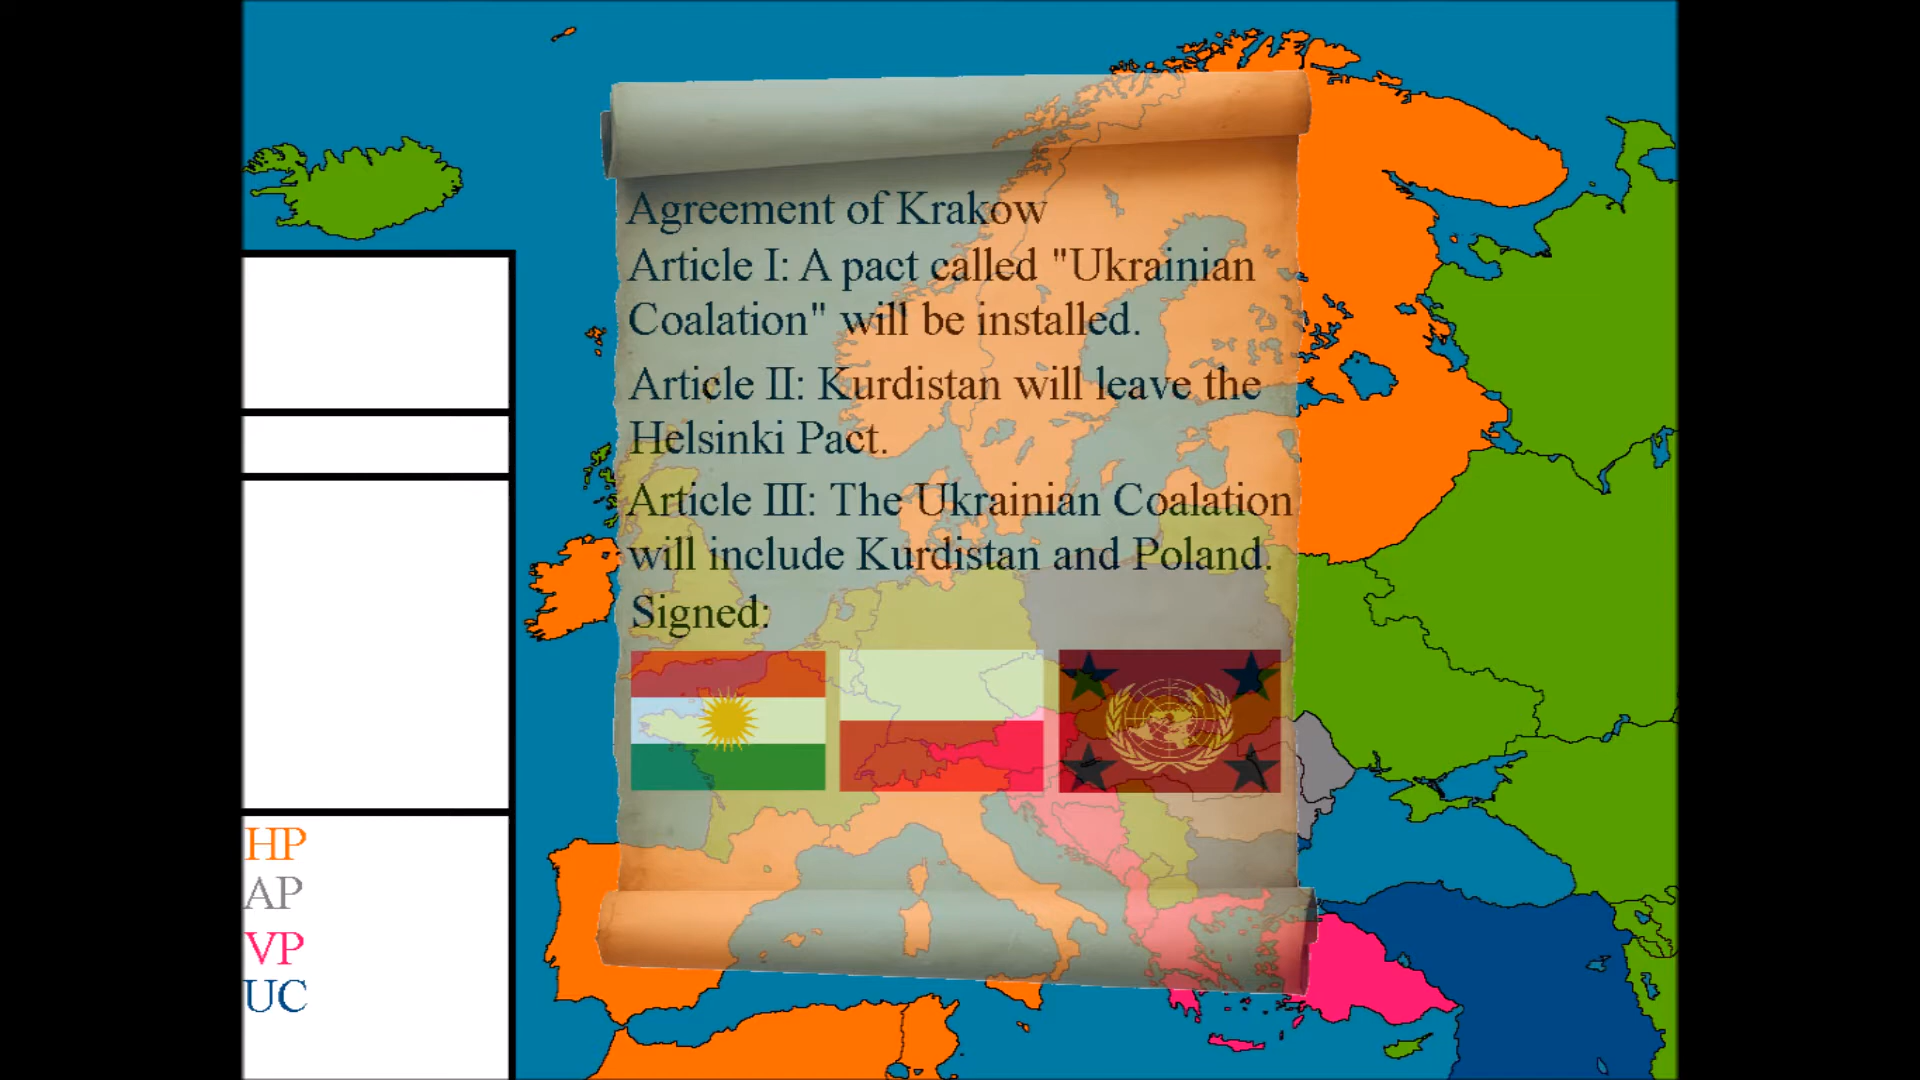 Agreement of Krakow
Article I: A pact called "Ukrainian
Coalation" will be installed.
Article II: Kurdistan will leave the
Helsinki Pact.
Article III: The Ukrainian Coalation
will include Kurdistan and Poland.
Signed:
HP
AP
VP
UC